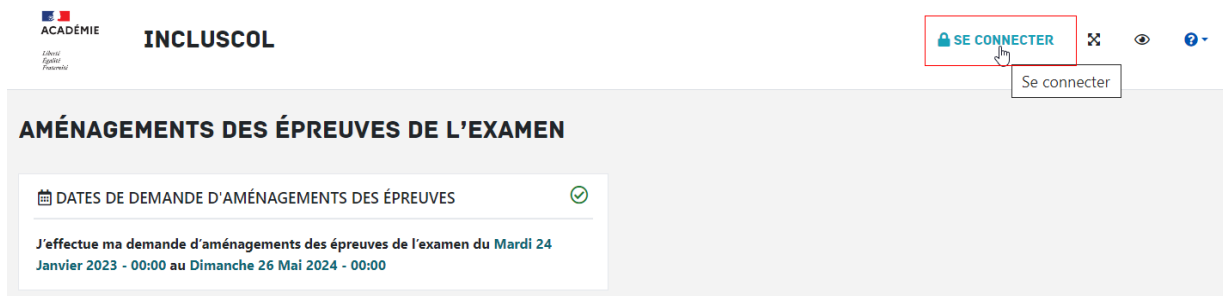 ACADÉMIE
Liberté
Égalité
Fraternité
INCLUSCOL
SE CONNECTER
Se connecter
AMÉNAGEMENTS DES ÉPREUVES DE L’EXAMEN
DATES DE DEMANDE D'AMÉNAGEMENTS DES ÉPREUVES
J’effectue ma demande d’aménagements des épreuves de l’examen du Mardi 24
Janvier 2023 - 00:00 au Dimanche 26 Mai 2024 - 00:00